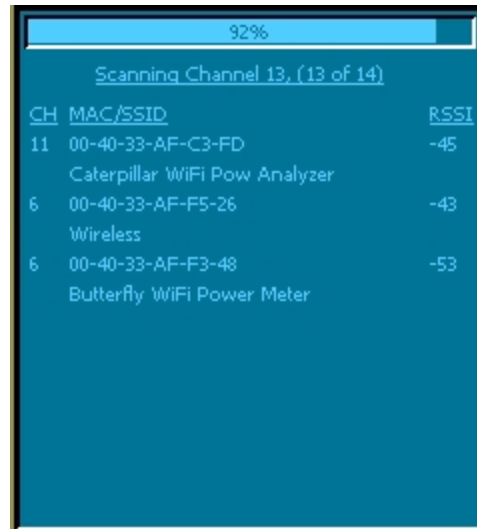 92%
Scanning Channel 13, (13 of 14)
CH MAC/SSID RSSI
11 00-40-33-AF-C3-FD -45
Caterpillar WiFi Pow Analyzer
6 00-40-33-AF-F5-26 -43
Wireless
6 00-40-33-AF-F3-48 -53
Butterfly WiFi Power Meter